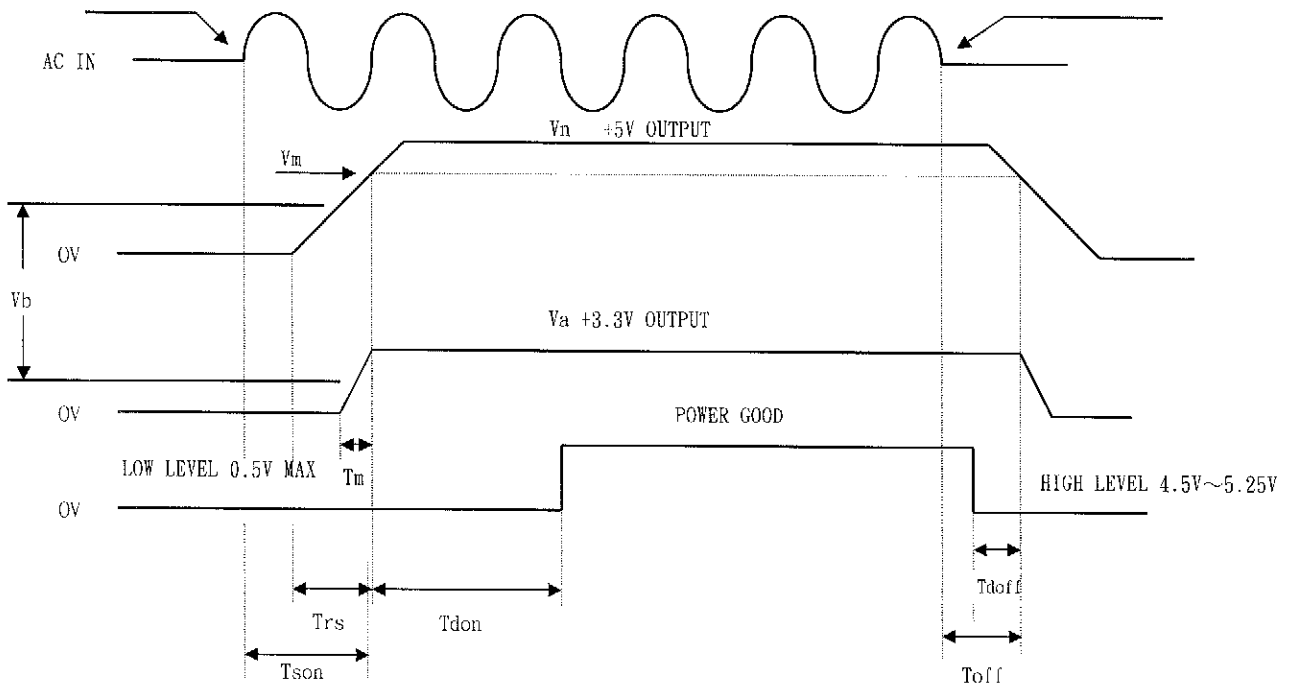 AC IN
Vn +5V OUTPUT
Vm
0V
Vb
Va +3.3V OUTPUT
0V
POWER GOOD
LOW LEVEL 0.5V MAX
Tm
HIGH LEVEL 4.5V～5.25V
0V
Tdoff
Trs
Tdon
Tson
Toff